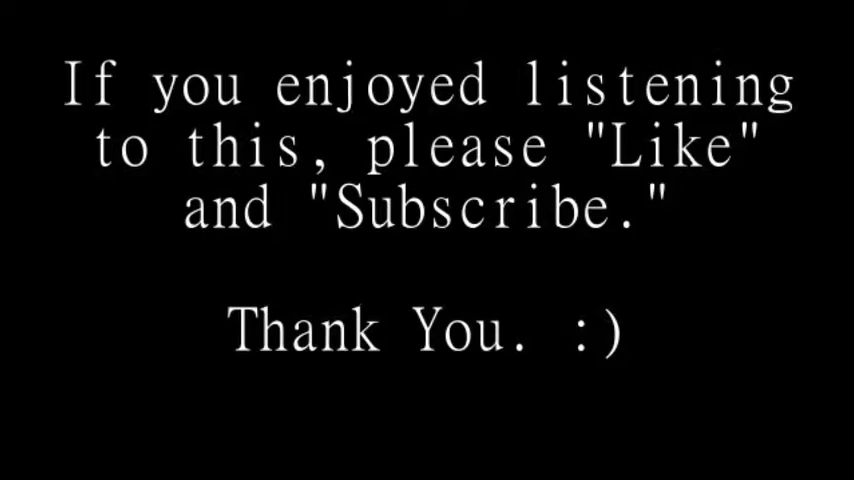 If you enjoyed listening
to this, please "Like"
and "Subscribe."
Thank You. :)